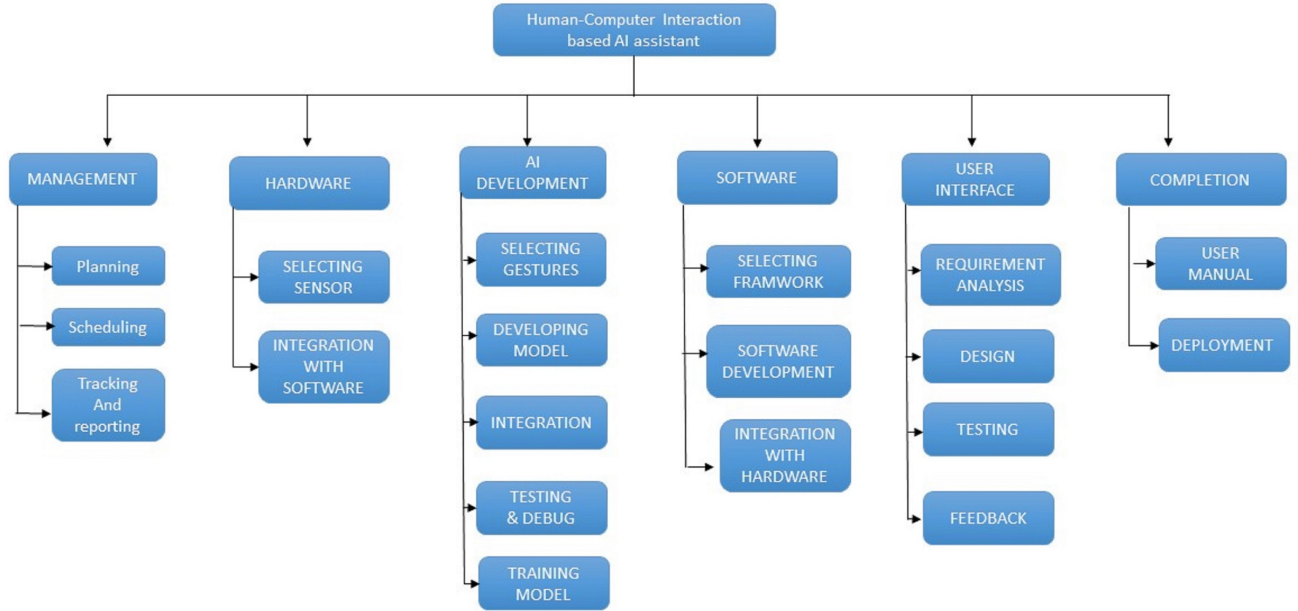 Human-Computer Interaction
based AI assistant
MANAGEMENT
Planning
Scheduling
Tracking
And
reporting
HARDWARE
SELECTING
SENSOR
INTEGRATION
WITH
SOFTWARE
AI
DEVELOPMENT
SELECTING
GESTURES
DEVELOPING
MODEL
INTEGRATION
TESTING
& DEBUG
TRAINING
MODEL
SOFTWARE
SELECTING
FRAMWORK
SOFTWARE
DEVELOPMENT
INTEGRATION
WITH
HARDWARE
USER
INTERFACE
REQUIREMENT
ANALYSIS
DESIGN
TESTING
FEEDBACK
COMPLETION
USER
MANUAL
DEPLOYMENT